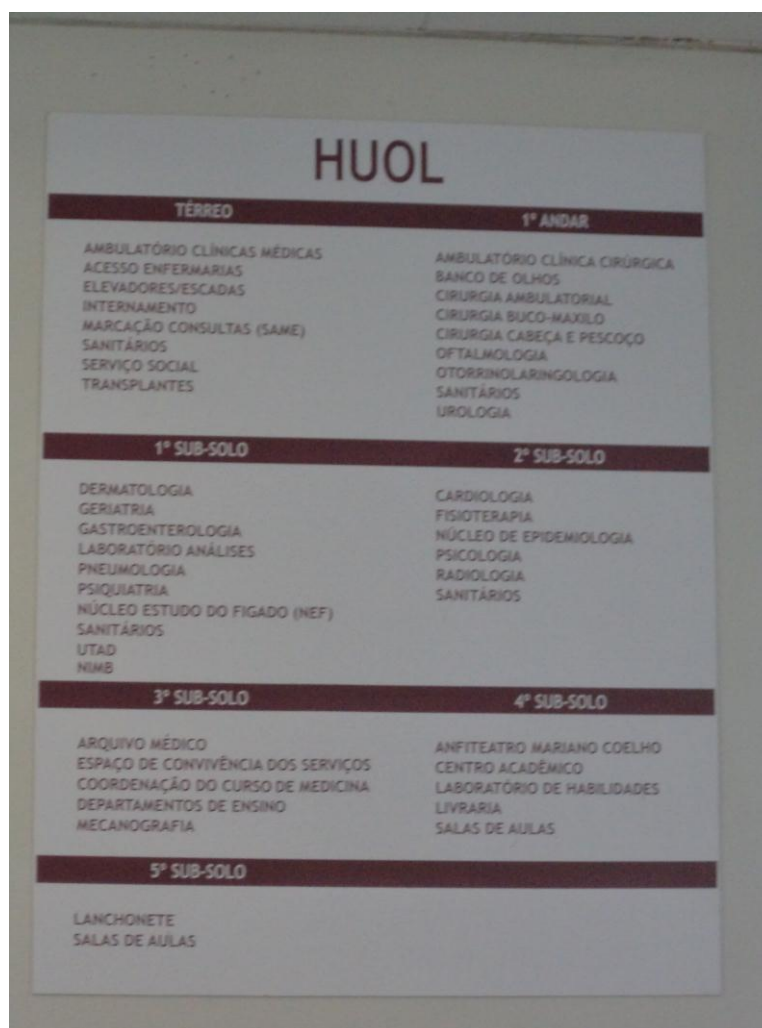 HUOL
TÉRREO
AMBULATÓRIO CLÍNICAS MÉDICAS
ACESSO ENFERMARIAS
ELEVADORES/ESCADAS
INTERNAMENTO
MARCAÇÃO CONSULTAS (SAME)
SANITÁRIOS
SERVIÇO SOCIAL
TRANSPLANTES
1º ANDAR
AMBULATÓRIO CLÍNICA CIRÚRGICA
BANCO DE OLHOS
CIRURGIA AMBULATORIAL
CIRURGIA BUCO-MAXILO
CIRURGIA CABEÇA E PESCOÇO
OFTALMOLOGIA
OTORRINOLARINGOLOGIA
SANITÁRIOS
UROLOGIA
1º SUB-SOLO
DERMATOLOGIA
GERIATRIA
GASTROENTEROLOGIA
LABORATÓRIO ANÁLISES
PNEUMOLOGIA
PSIQUIATRIA
NÚCLEO ESTUDO DO FIGADO (NEF)
SANITÁRIOS
UTAD
NIMB
2º SUB-SOLO
CARDIOLOGIA
FISIOTERAPIA
NÚCLEO DE EPIDEMIOLOGIA
PSICOLOGIA
RADIOLOGIA
SANITÁRIOS
3º SUB-SOLO
ARQUIVO MÉDICO
ESPAÇO DE CONVIVÊNCIA DOS SERVIÇOS
COORDENAÇÃO DO CURSO DE MEDICINA
DEPARTAMENTOS DE ENSINO
MECANOGRAFIA
4º SUB-SOLO
ANFITEATRO MARIANO COELHO
CENTRO ACADÊMICO
LABORATÓRIO DE HABILIDADES
LIVRARIA
SALAS DE AULAS
5º SUB-SOLO
LANCHONETE
SALAS DE AULAS